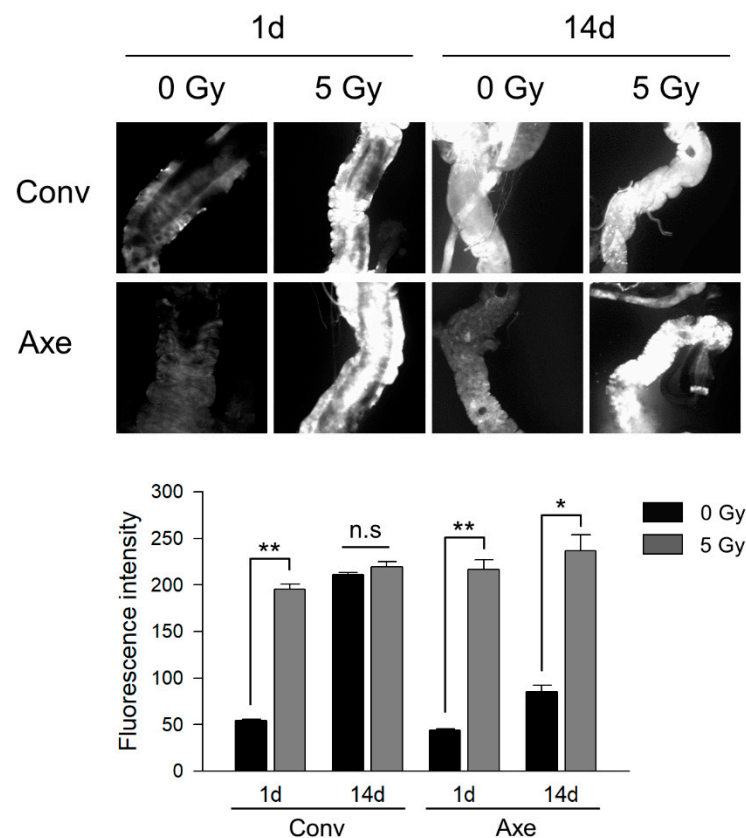 1d 14d
0 Gy 5 Gy 0 Gy 5 Gy
Conv
Axe
Fluorescence intensity
300
250
200
150
100
50
0
** n.s ** *
0 Gy
5 Gy
1d 14d 1d 14d
Conv Axe